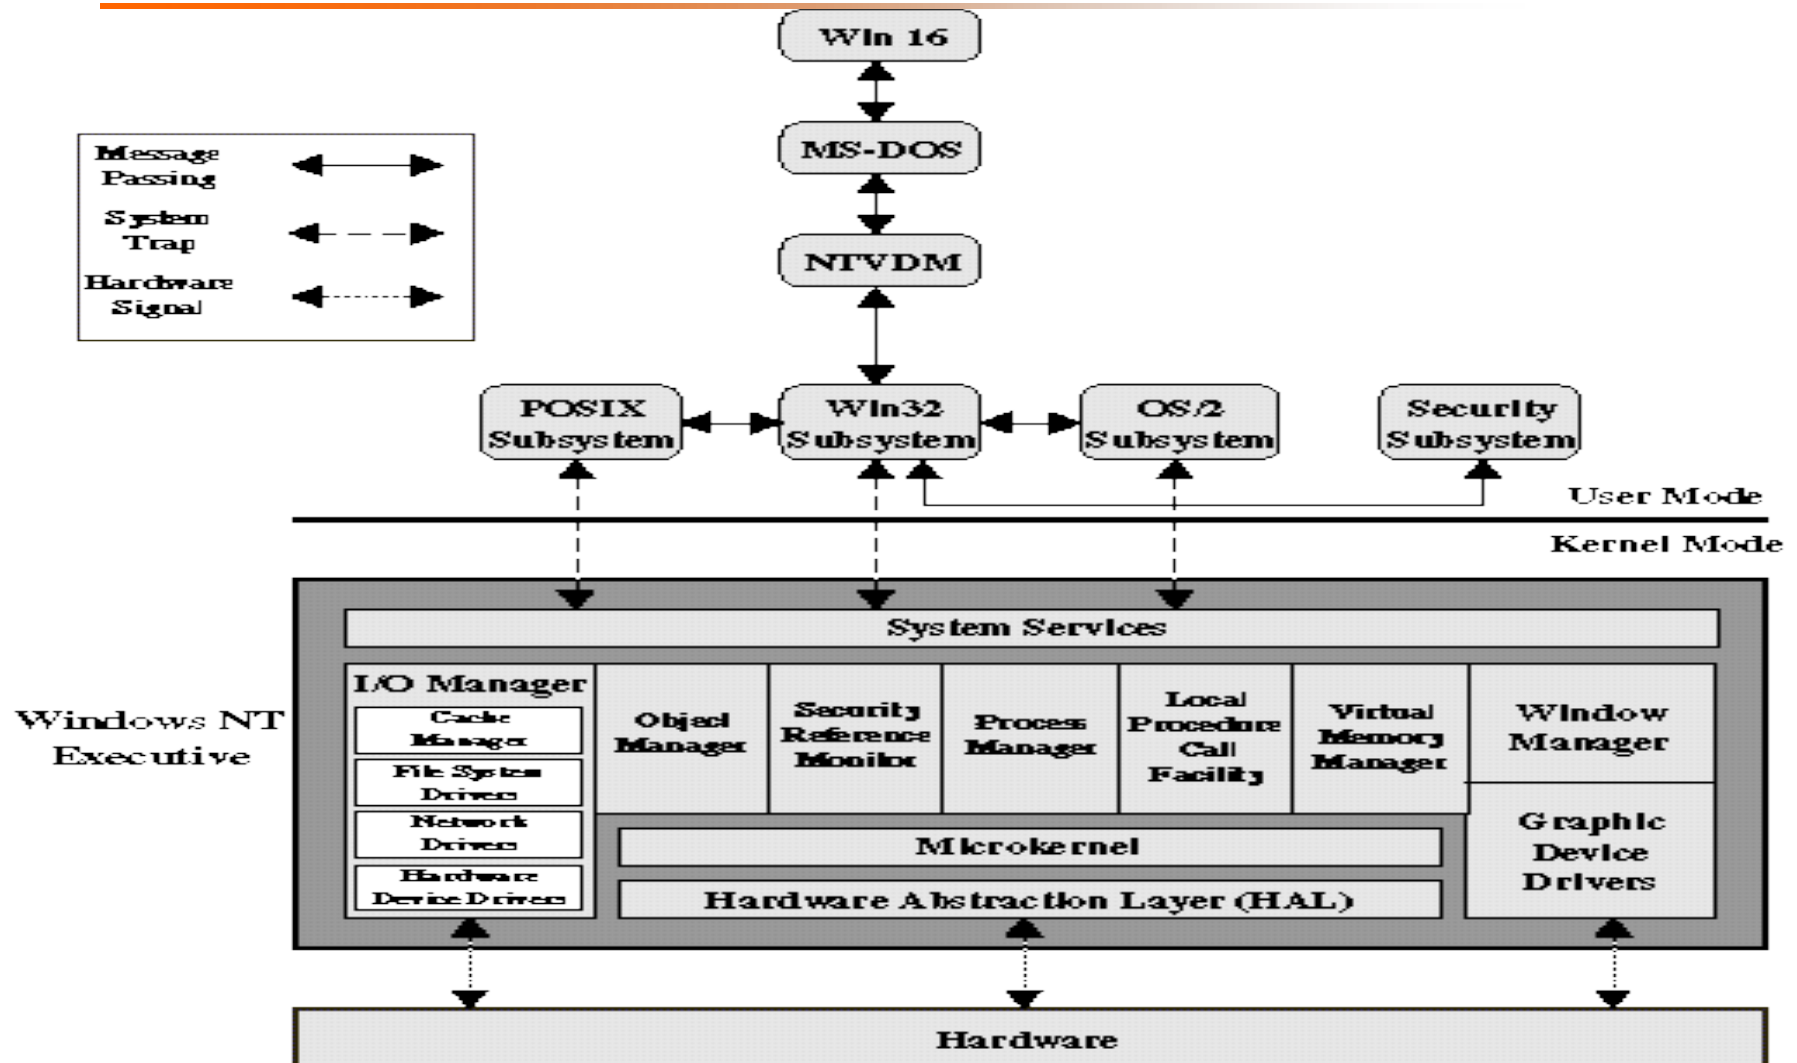 Win 16
Message
Passing
MS-DOS
System
Trap
NTVDM
Hardware
Signal
POSIX
Subsystem
Win32
Subsystem
OS/2
Subsystem
Security
Subsystem
User Mode
Kernel Mode
System Services
Windows NT
Executive
I/O Manager
Cache
Manager
File System
Drivers
Network
Drivers
Hardware
Device Drivers
Object
Manager
Security
Reference
Monitor
Process
Manager
Local
Procedure
Call
Facility
Virtual
Memory
Manager
Window
Manager
Graphic
Device
Drivers
Microkernel
Hardware Abstraction Layer (HAL)
Hardware